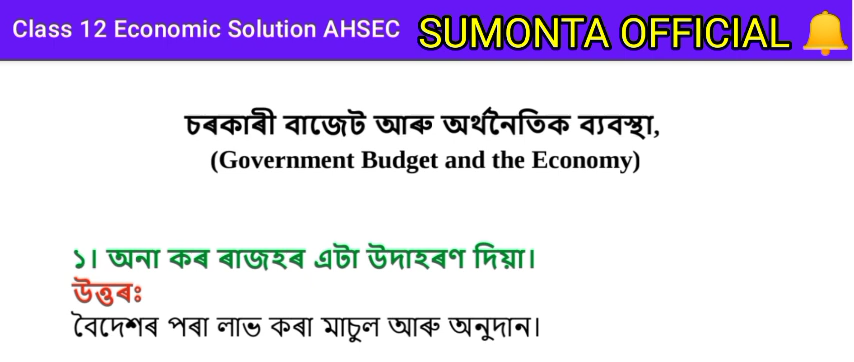 Class 12 Economic Solution AHSEC SUMONTA OFFICIAL
চৰকাৰী বাজেট আৰু অৰ্থনৈতিক ব্যৱস্থা,
(Government Budget and the Economy)
১। অনা কৰ ৰাজহৰ এটা উদাহৰণ দিয়া।
উত্তৰঃ
বৈদেশৰ পৰা লাভ কৰা মাচুল আৰু অনুদান।